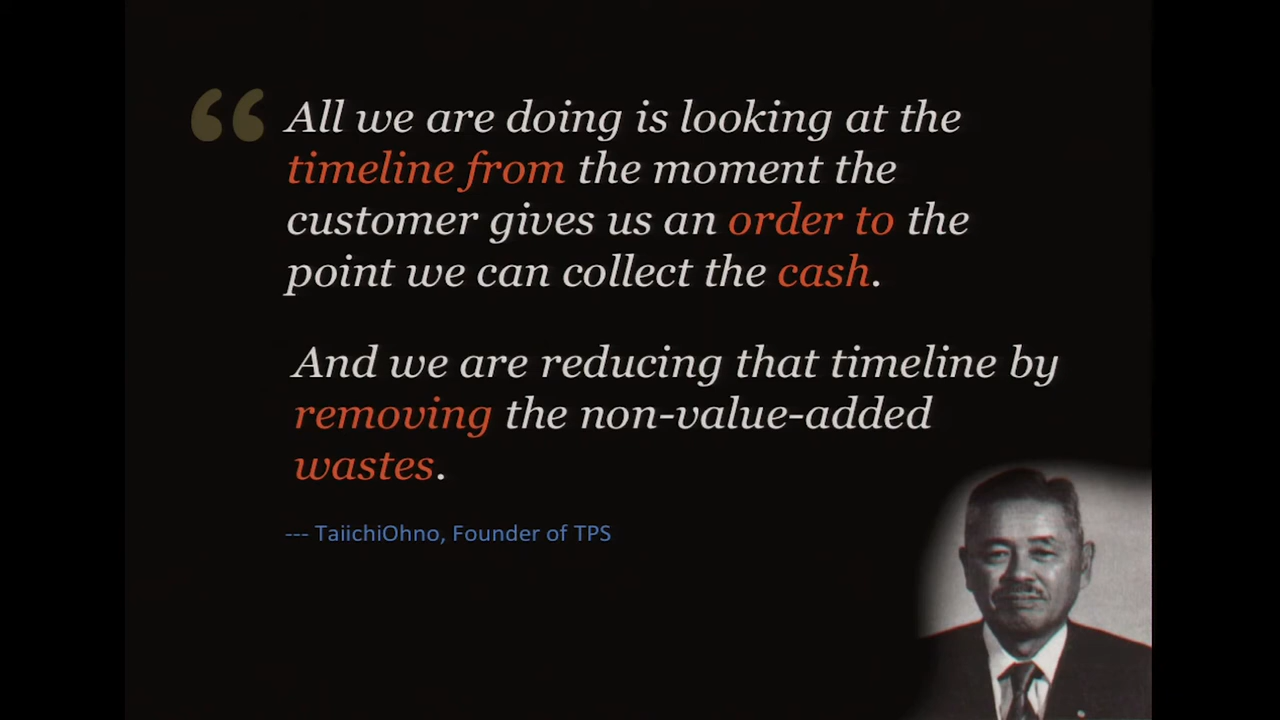 “ All we are doing is looking at the
timeline from the moment the
customer gives us an order to the
point we can collect the cash.
And we are reducing that timeline by
removing the non-value-added
wastes.
--- TaiichiOhno, Founder of TPS